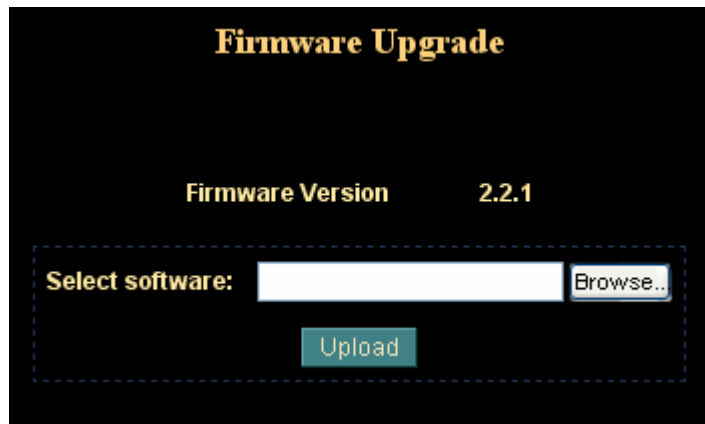 Firmware Upgrade
Firmware Version 2.2.1
Select software: Browse...
Upload